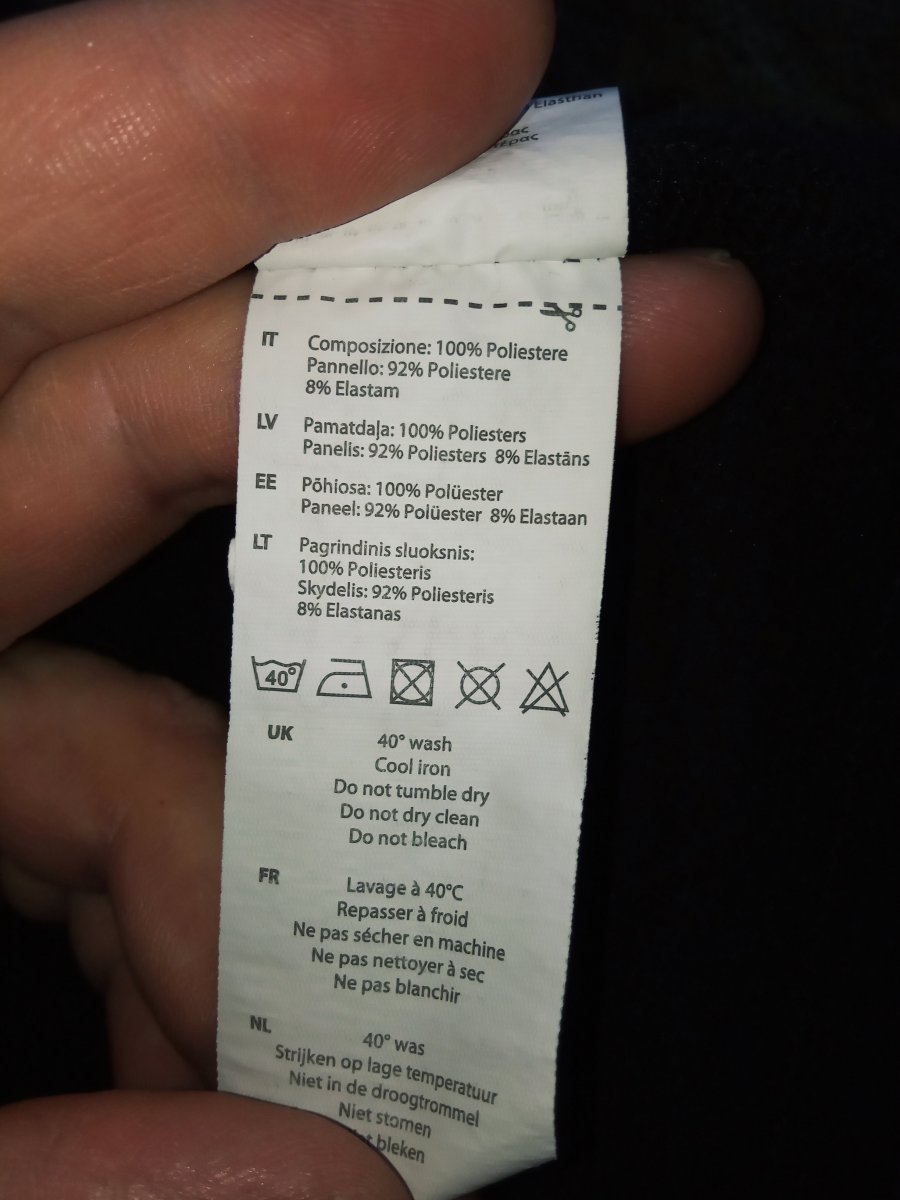 Elasthan
IT
Composizione: 100% Poliestere
Pannello: 92% Poliestere
8% Elastam
LV
Pamatdaļa: 100% Poliesters
Panelis: 92% Poliesters 8% Elastāns
EE
Põhiosa: 100% Polüester
Paneel: 92% Polüester 8% Elastaan
LT
Pagrindinis sluoksnis:
100% Poliesteris
Skydelis: 92% Poliesteris
8% Elastanas
40°
UK
40° wash
Cool iron
Do not tumble dry
Do not dry clean
Do not bleach
FR
Lavage à 40°C
Repasser à froid
Ne pas sécher en machine
Ne pas nettoyer à sec
Ne pas blanchir
NL
40° was
Strijken op lage temperatuur
Niet in de droogtrommel
Niet stomen
bleken